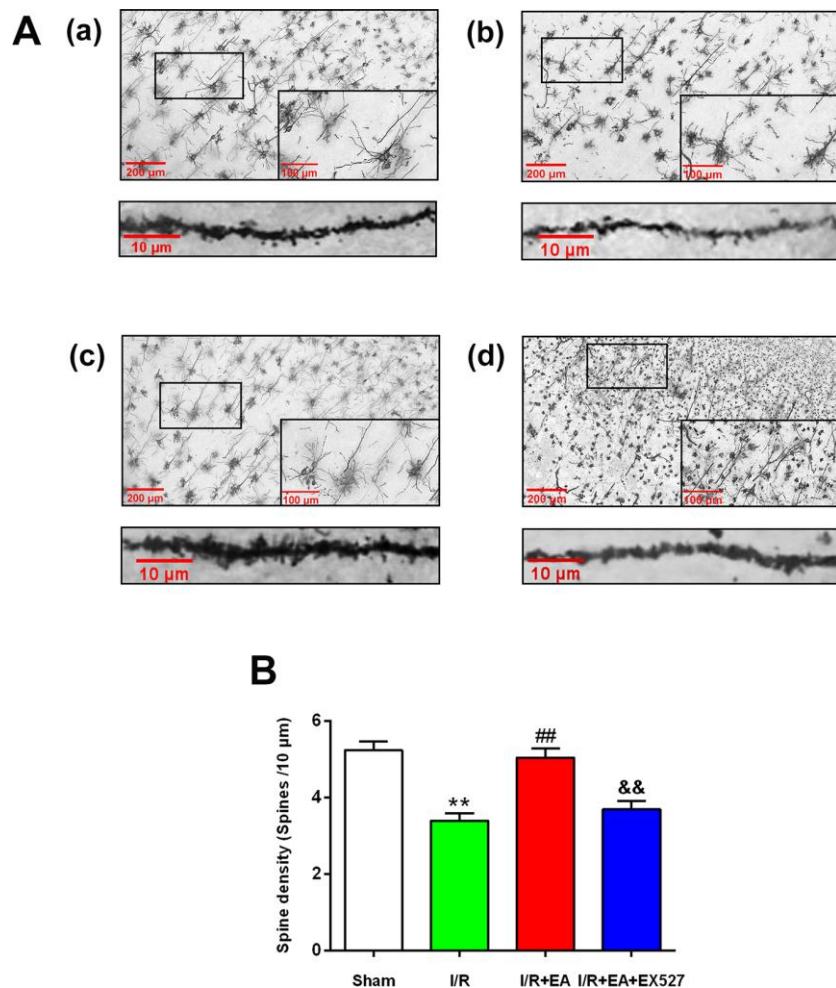 A
(a)
200 μm
100 μm
10 μm
(b)
200 μm
100 μm
10 μm
(c)
200 μm
100 μm
10 μm
(d)
200 μm
100 μm
10 μm
B
Spine density (Spines /10 μm)
6
4
2
0
**
##
&&
Sham I/R I/R+EA I/R+EA+EX527